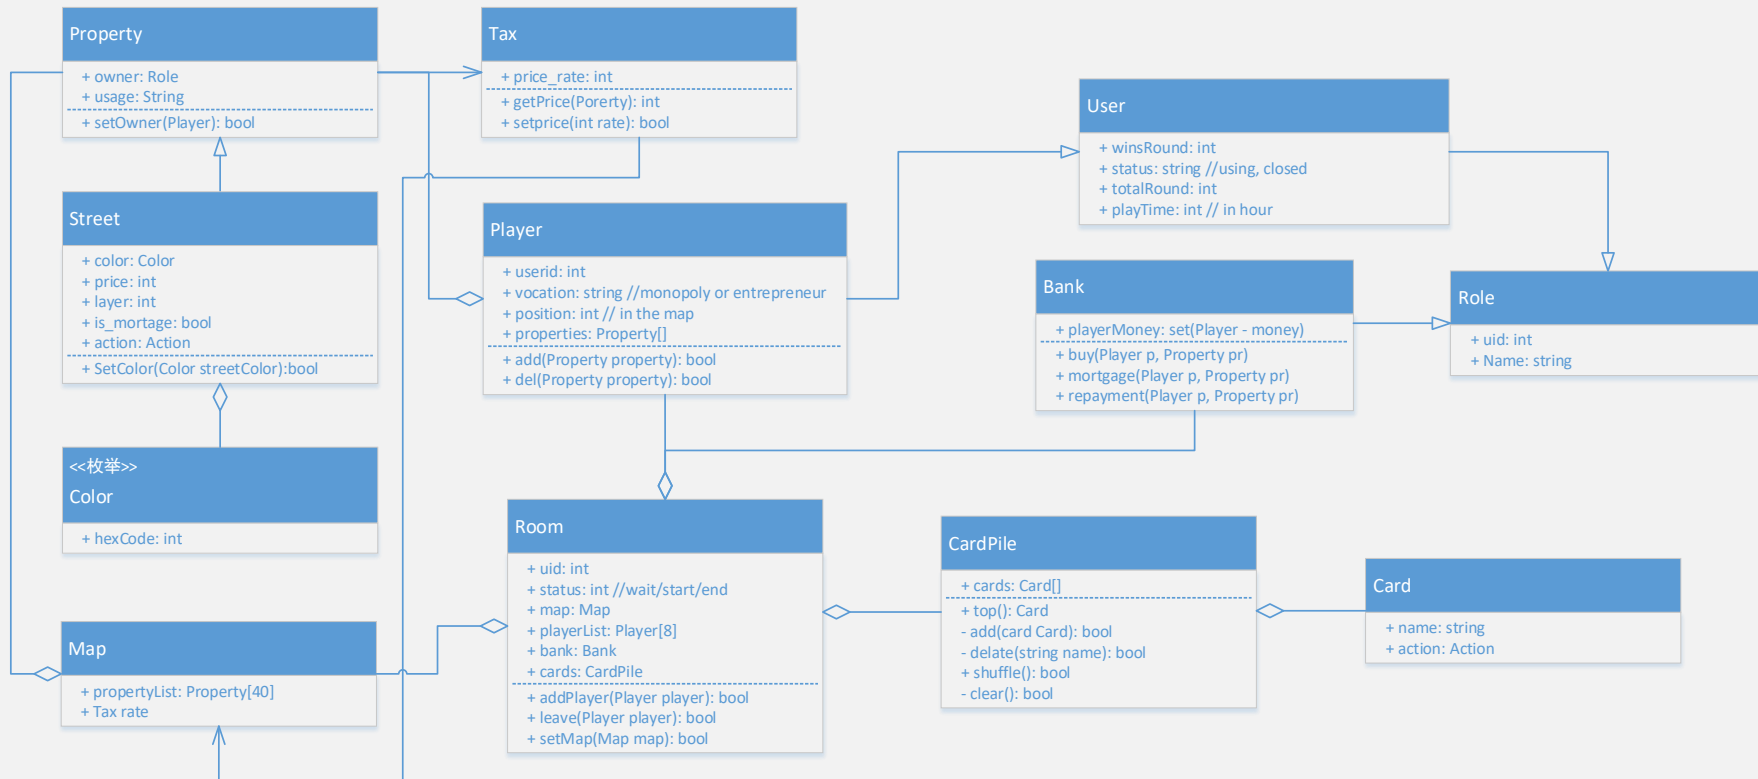 Property
+ owner: Role
+ usage: String
+ setOwner(Player): bool
Tax
+ price_rate: int
+ getPrice(Porerty): int
+ setprice(int rate): bool
User
+ winsRound: int
+ status: string //using, closed
+ totalRound: int
+ playTime: int // in hour
Street
+ color: Color
+ price: int
+ layer: int
+ is_mortage: bool
+ action: Action
+ SetColor(Color streetColor):bool
Player
+ userid: int
+ vocation: string //monopoly or entrepreneur
+ position: int // in the map
+ properties: Property[]
+ add(Property property): bool
+ del(Property property): bool
Bank
+ playerMoney: set(Player - money)
+ buy(Player p, Property pr)
+ mortgage(Player p, Property pr)
+ repayment(Player p, Property pr)
Role
+ uid: int
+ Name: string
<<枚举>>
Color
+ hexCode: int
Room
+ uid: int
+ status: int //wait/start/end
+ map: Map
+ playerList: Player[8]
+ bank: Bank
+ cards: CardPile
+ addPlayer(Player player): bool
+ leave(Player player): bool
+ setMap(Map map): bool
CardPile
+ cards: Card[]
+ top(): Card
- add(card Card): bool
- delate(string name): bool
+ shuffle(): bool
- clear(): bool
Card
+ name: string
+ action: Action
Map
+ propertyList: Property[40]
+ Tax rate